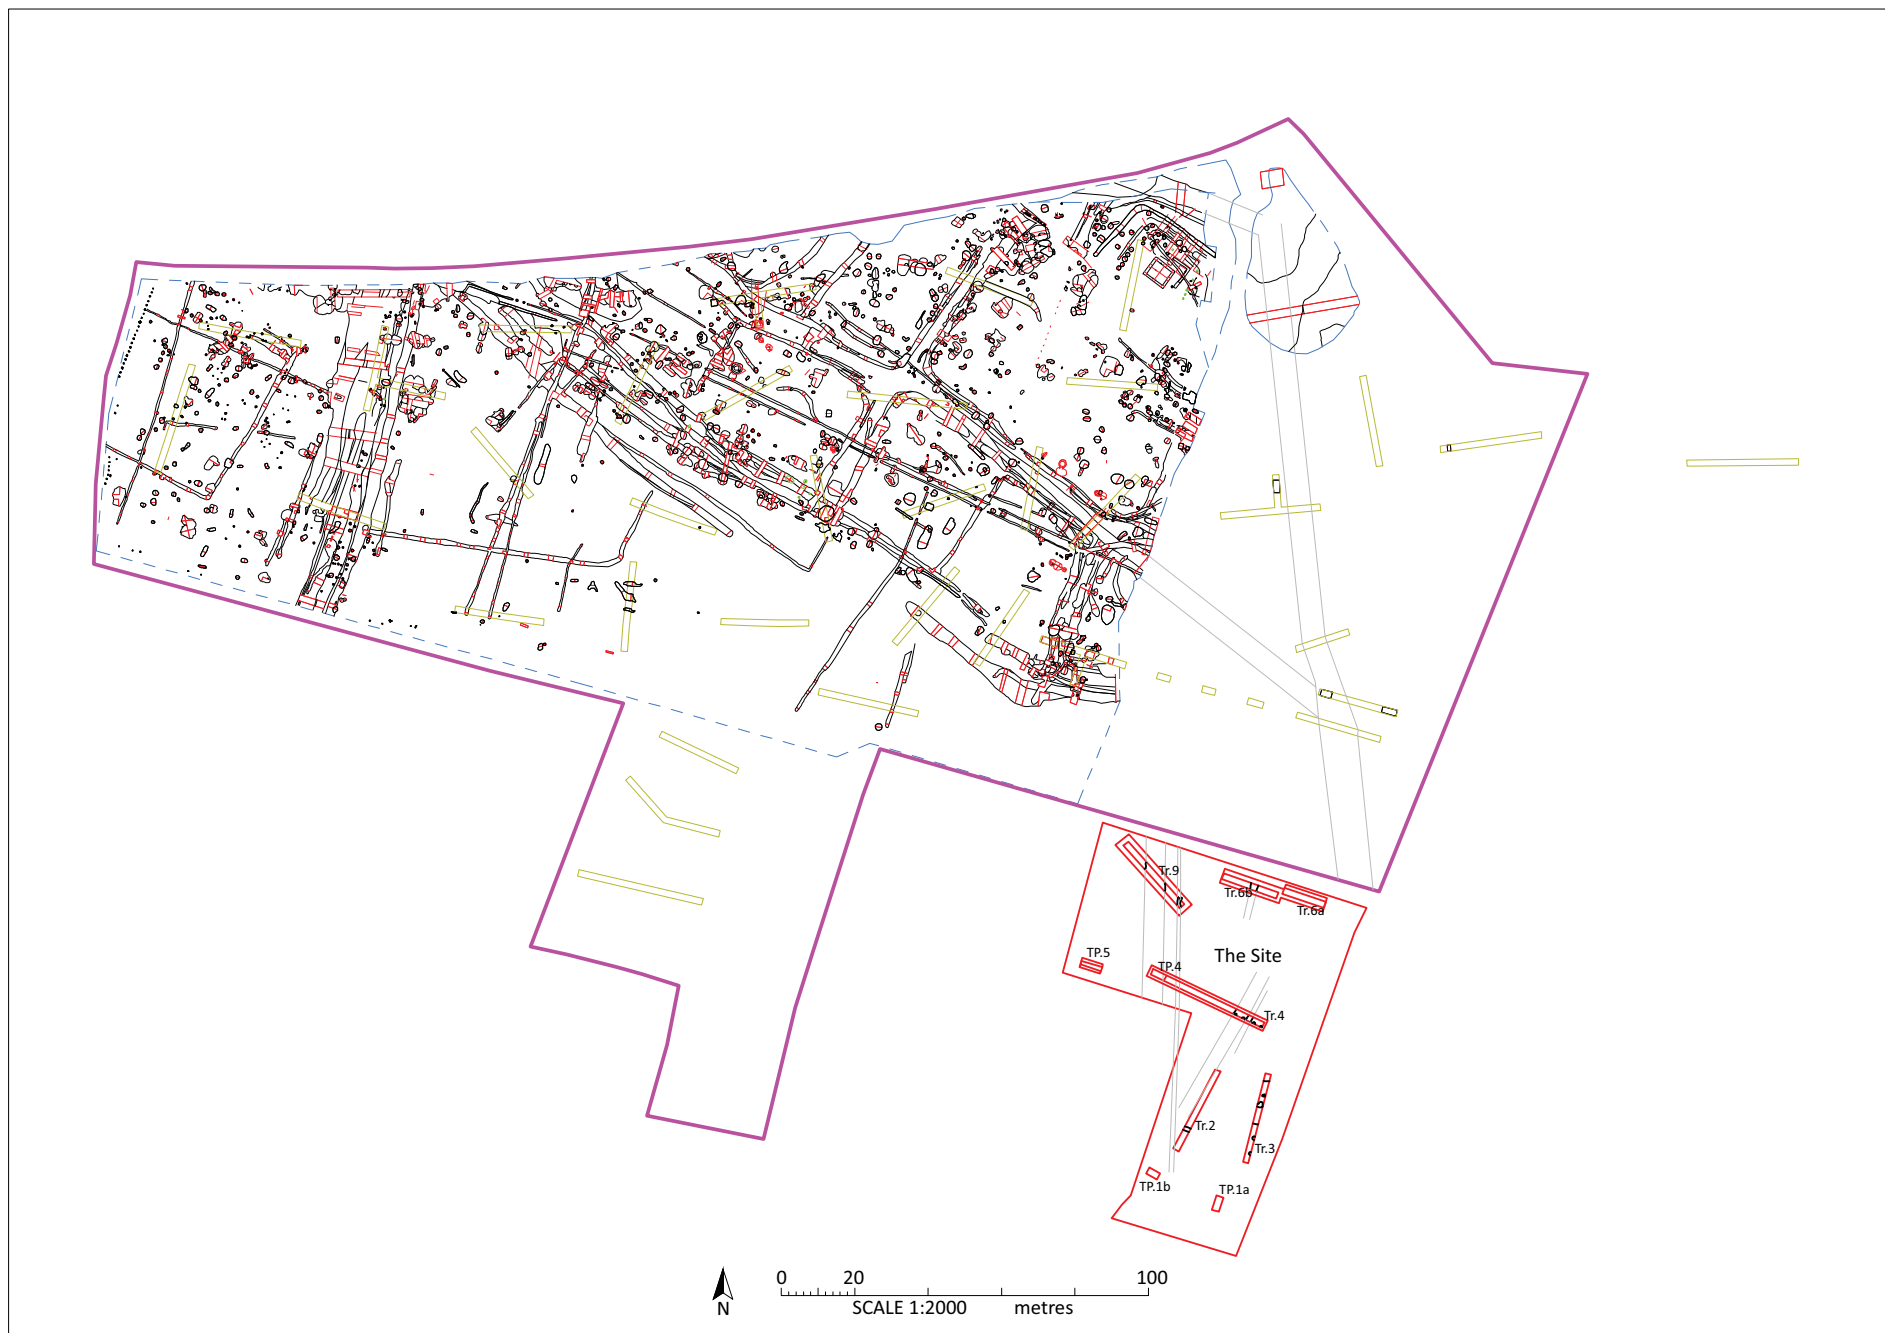 Tr.9
Tr.6b
Tr.6a
TP.5
The Site
TP.4
Tr.4
Tr.2
Tr.3
TP.1b
TP.1a
0 20 100
N
SCALE 1:2000 metres